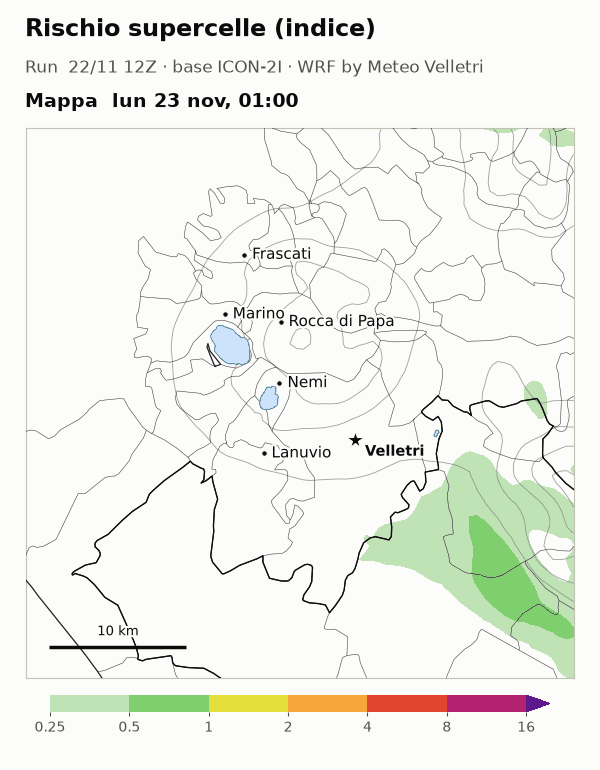 Rischio supercelle (indice)
Run  22/11 12Z · base ICON-2I · WRF by Meteo Velletri
Mappa  lun 23 nov, 01:00
Frascati
Marino
Rocca di Papa
Nemi
Velletri
Lanuvio
10 km
0.25 0.5 1 2 4 8 16